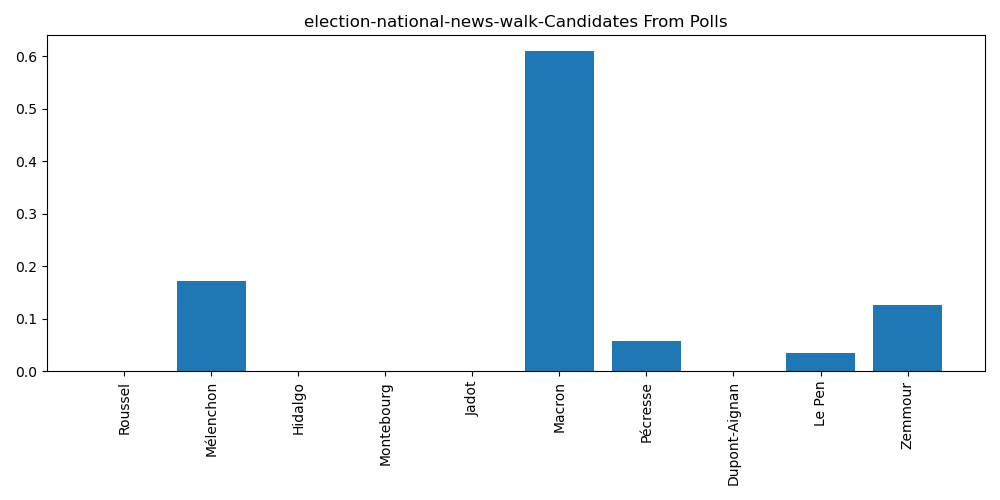 election-national-news-walk-Candidates From Polls
0.6
0.5
0.4
0.3
0.2
0.1
0.0
Roussel
Mélenchon
Hidalgo
Montebourg
Jadot
Macron
Pécresse
Dupont-Aignan
Le Pen
Zemmour